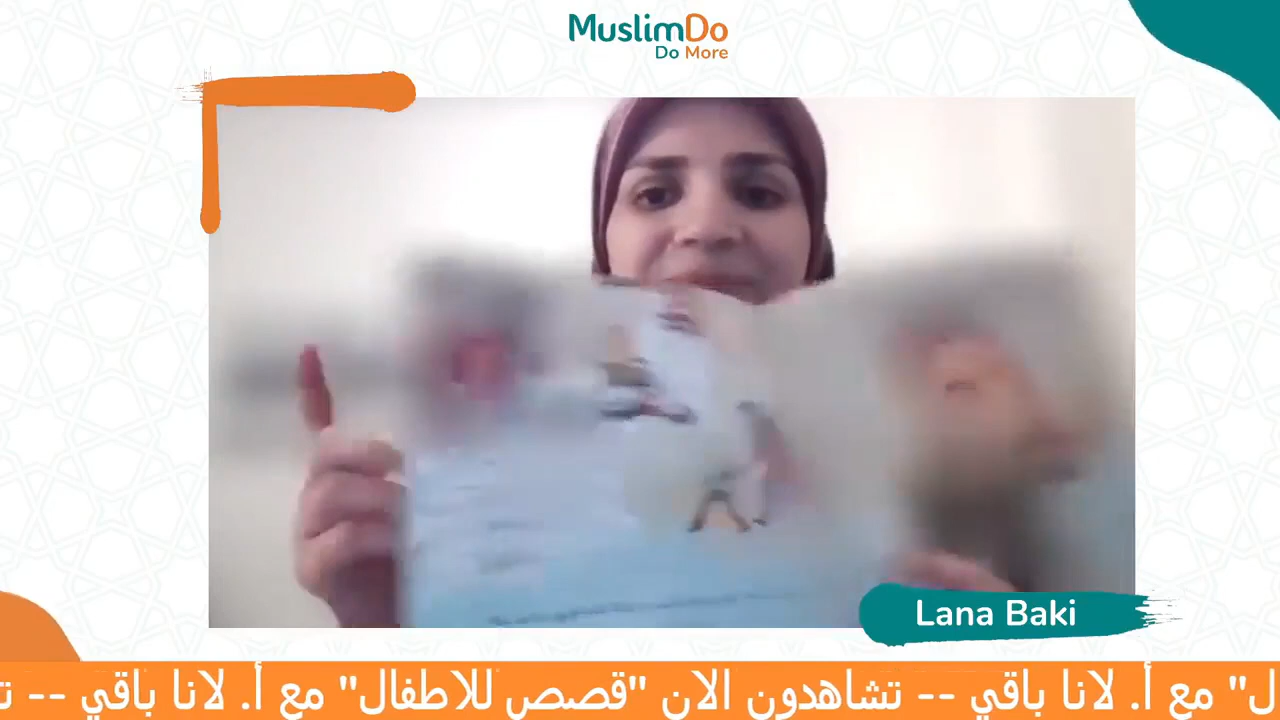 MuslimDo
Do More
Lana Baki
ل" مع أ. لانا باقي -- تشاهدون الان "قصص للاطفال" مع أ. لانا باقي -- ت